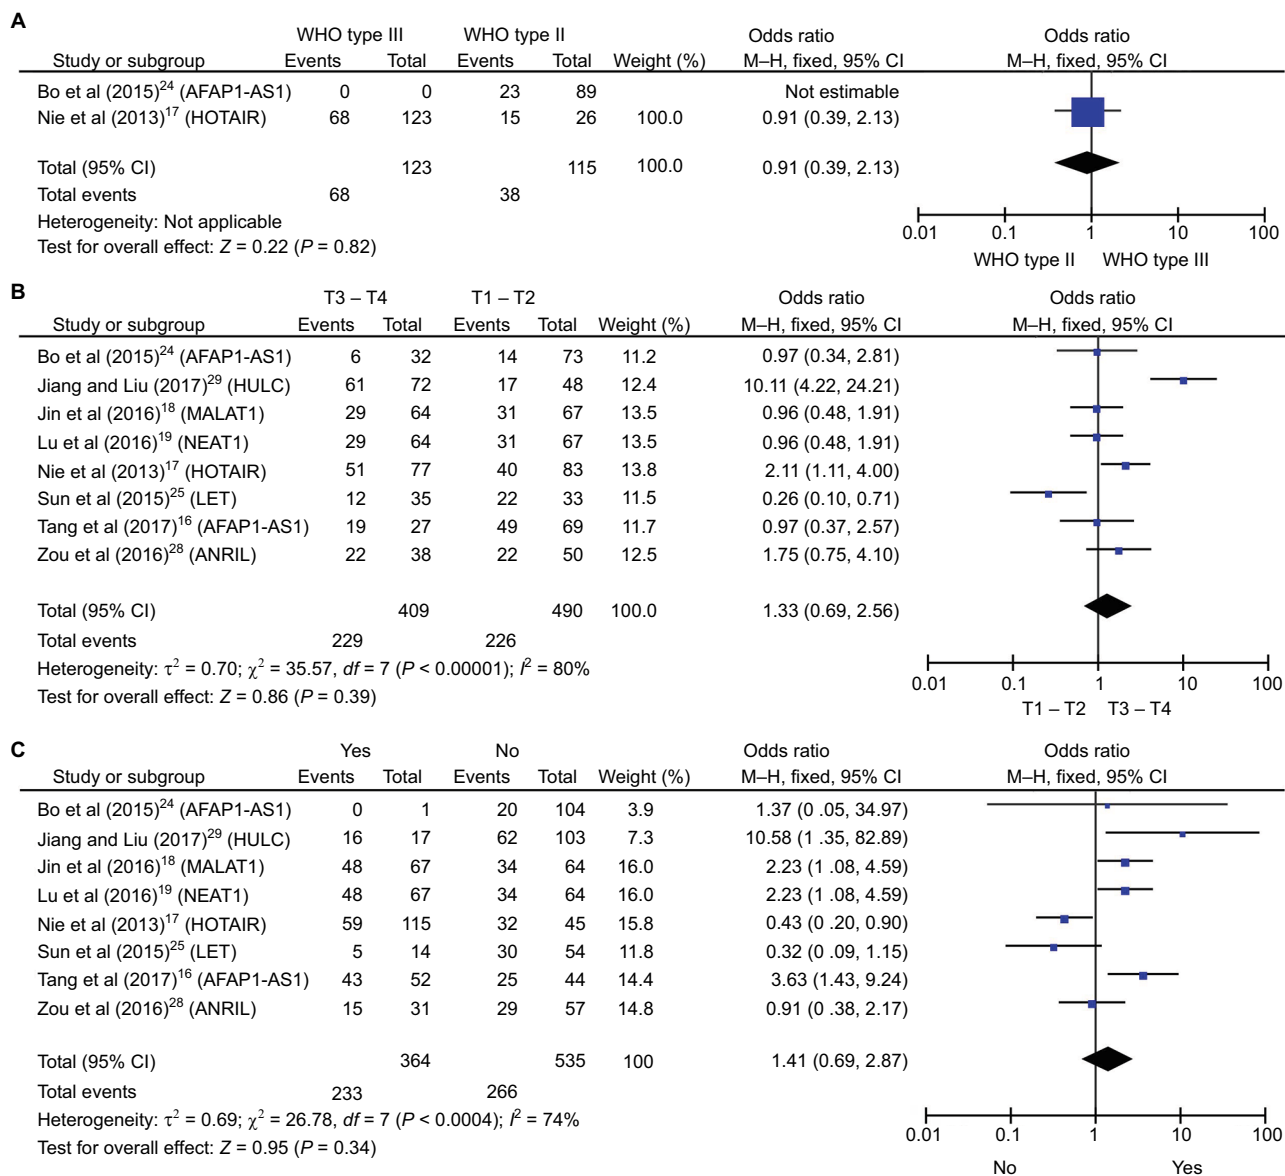 A
WHO type III WHO type II Odds ratio Odds ratio
Study or subgroup Events Total Events Total Weight (%) M–H, fixed, 95% CI M–H, fixed, 95% CI
Bo et al (2015)24 (AFAP1-AS1) 0 0 23 89 Not estimable
Nie et al (2013)17 (HOTAIR) 68 123 15 26 100.0 0.91 (0.39, 2.13)
Total (95% CI) 123 115 100.0 0.91 (0.39, 2.13)
Total events 68 38
Heterogeneity: Not applicable
Test for overall effect: Z = 0.22 (P = 0.82)
0.01 0.1 1 10 100
WHO type II WHO type III
B
T3 – T4 T1 – T2 Odds ratio Odds ratio
Study or subgroup Events Total Events Total Weight (%) M–H, fixed, 95% CI M–H, fixed, 95% CI
Bo et al (2015)24 (AFAP1-AS1) 6 32 14 73 11.2 0.97 (0.34, 2.81)
Jiang and Liu (2017)29 (HULC) 61 72 17 48 12.4 10.11 (4.22, 24.21)
Jin et al (2016)18 (MALAT1) 29 64 31 67 13.5 0.96 (0.48, 1.91)
Lu et al (2016)19 (NEAT1) 29 64 31 67 13.5 0.96 (0.48, 1.91)
Nie et al (2013)17 (HOTAIR) 51 77 40 83 13.8 2.11 (1.11, 4.00)
Sun et al (2015)25 (LET) 12 35 22 33 11.5 0.26 (0.10, 0.71)
Tang et al (2017)16 (AFAP1-AS1) 19 27 49 69 11.7 0.97 (0.37, 2.57)
Zou et al (2016)28 (ANRIL) 22 38 22 50 12.5 1.75 (0.75, 4.10)
Total (95% CI) 409 490 100.0 1.33 (0.69, 2.56)
Total events 229 226
Heterogeneity: τ2 = 0.70; χ2 = 35.57, df = 7 (P < 0.00001); I2 = 80%
Test for overall effect: Z = 0.86 (P = 0.39)
0.01 0.1 1 10 100
T1 – T2 T3 – T4
C
Yes No Odds ratio Odds ratio
Study or subgroup Events Total Events Total Weight (%) M–H, fixed, 95% CI M–H, fixed, 95% CI
Bo et al (2015)24 (AFAP1-AS1) 0 1 20 104 3.9 1.37 (0 .05, 34.97)
Jiang and Liu (2017)29 (HULC) 16 17 62 103 7.3 10.58 (1 .35, 82.89)
Jin et al (2016)18 (MALAT1) 48 67 34 64 16.0 2.23 (1 .08, 4.59)
Lu et al (2016)19 (NEAT1) 48 67 34 64 16.0 2.23 (1 .08, 4.59)
Nie et al (2013)17 (HOTAIR) 59 115 32 45 15.8 0.43 (0 .20, 0.90)
Sun et al (2015)25 (LET) 5 14 30 54 11.8 0.32 (0 .09, 1.15)
Tang et al (2017)16 (AFAP1-AS1) 43 52 25 44 14.4 3.63 (1.43, 9.24)
Zou et al (2016)28 (ANRIL) 15 31 29 57 14.8 0.91 (0 .38, 2.17)
Total (95% CI) 364 535 100 1.41 (0.69, 2.87)
Total events 233 266
Heterogeneity: τ2 = 0.69; χ2 = 26.78, df = 7 (P < 0.0004); I2 = 74%
Test for overall effect: Z = 0.95 (P = 0.34)
0.01 0.1 1 10 100
No Yes